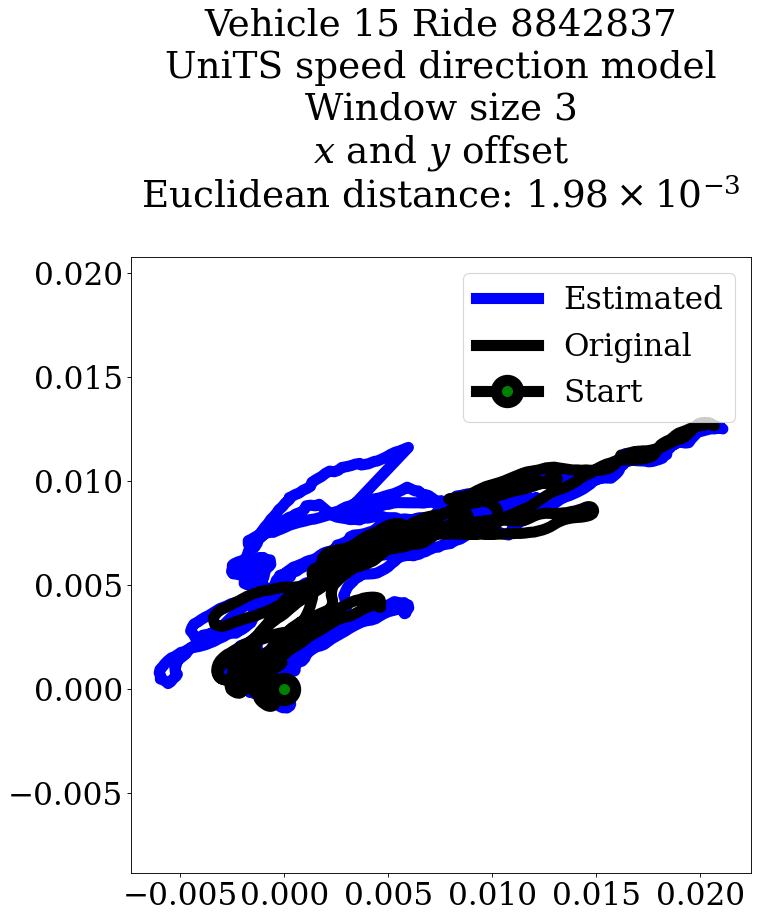 Vehicle 15 Ride 8842837
UniTS speed direction model
Window size 3
x and y offset
Euclidean distance: 1.98 × 10⁻³
0.020
0.015
0.010
0.005
0.000
−0.005
Estimated
Original
Start
−0.005 0.000 0.005 0.010 0.015 0.020